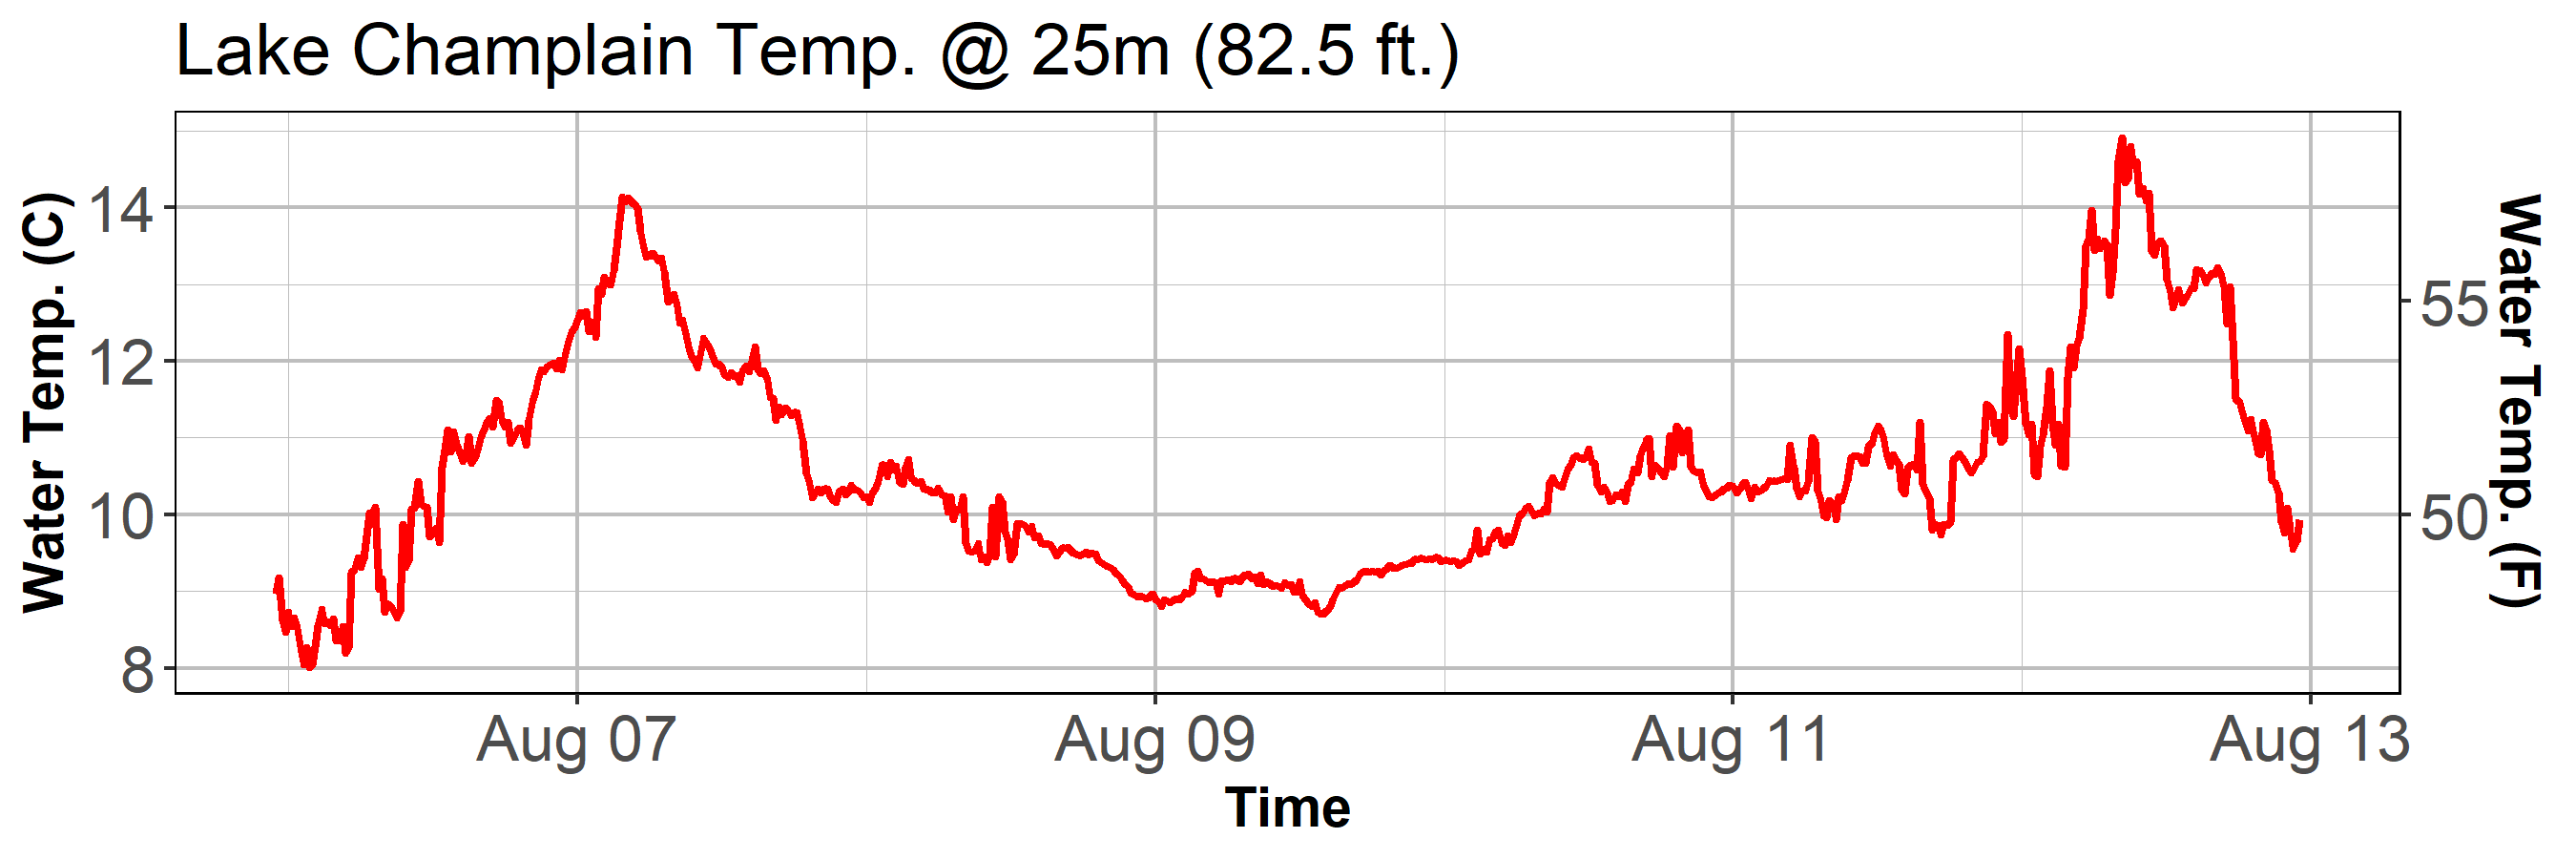 Lake Champlain Temp. @ 25m (82.5 ft.)
Water Temp. (C)
14
12
10
8
55
50
Water Temp. (F)
Aug 07
Aug 09
Aug 11
Aug 13
Time